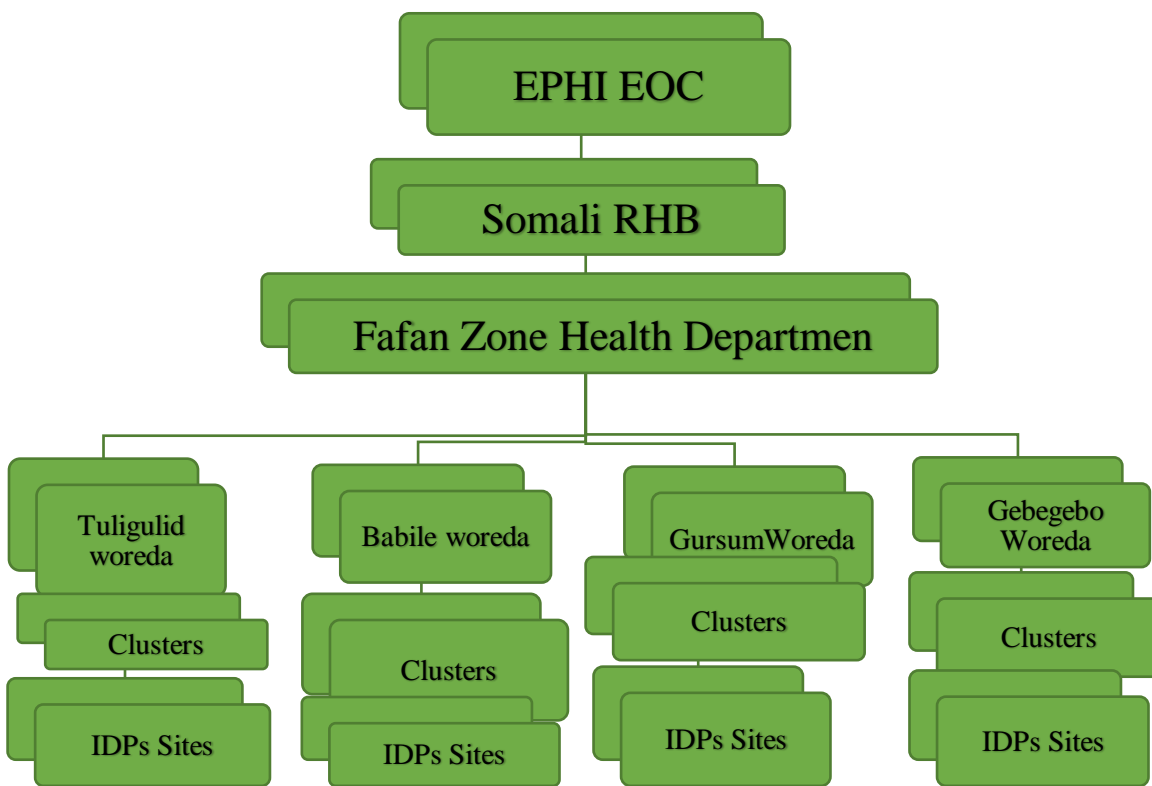 EPHI EOC
Somali RHB
Fafan Zone Health Departmen
Tuligulid
woreda
Babile woreda
GursumWoreda
Gebegebo
Woreda
Clusters
Clusters
Clusters
Clusters
IDPs Sites
IDPs Sites
IDPs Sites
IDPs Sites